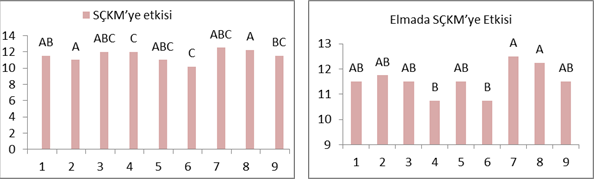 SÇKM'ye etkisi
14
12
10
8
6
4
2
0
AB A ABC C ABC C ABC A BC
1 2 3 4 5 6 7 8 9
Elmada SÇKM'ye Etkisi
13
12
11
10
9
AB AB AB B AB B A A AB
1 2 3 4 5 6 7 8 9